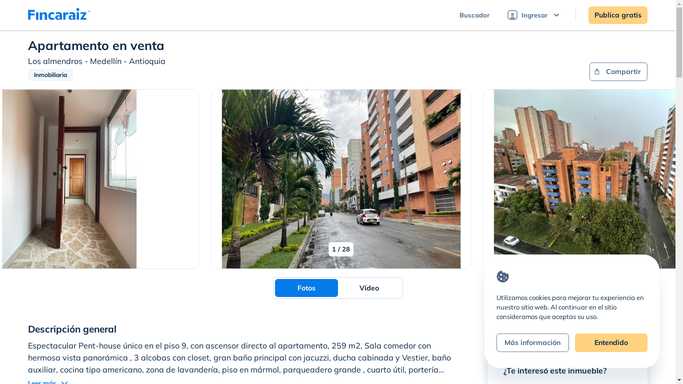 Fincaraiz
Buscador
Ingresar
Publica gratis
Apartamento en venta
Los almendros - Medellín - Antioquia
Inmobiliaria
Compartir
1 / 28
Fotos
Video
Descripción general
Espectacular Pent-house único en el piso 9, con ascensor directo al apartamento, 259 m2, Sala comedor con
hermosa vista panorámica , 3 alcobas con closet, gran baño principal con jacuzzi, ducha cabinada y Vestier, baño
auxiliar, cocina tipo americano, zona de lavandería, piso en mármol, parqueadero grande , cuarto útil, portería...
Leer más
Utilizamos cookies para mejorar tu experiencia en
nuestro sitio web. Al continuar en el sitio
consideramos que aceptas su uso.
Más información
Entendido
¿Te interesó este inmueble?